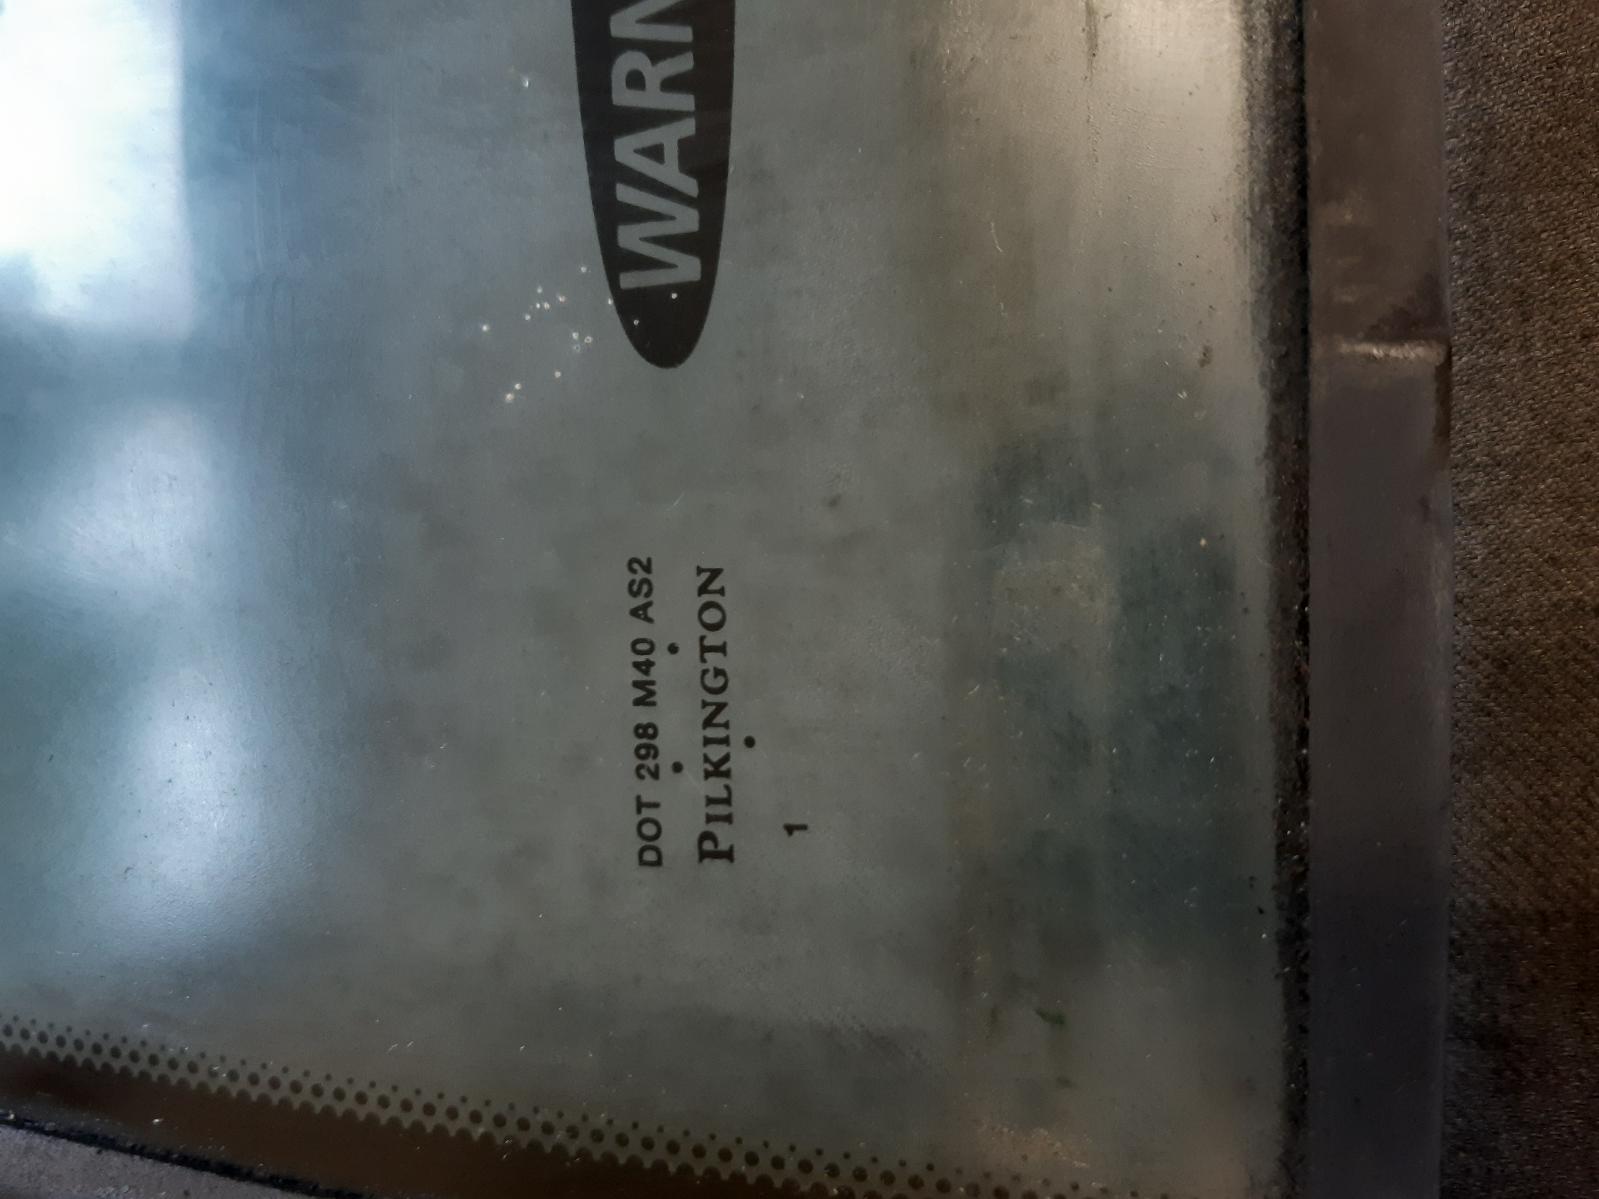 WARN
DOT 298 M40 AS2
PILKINGTON
1